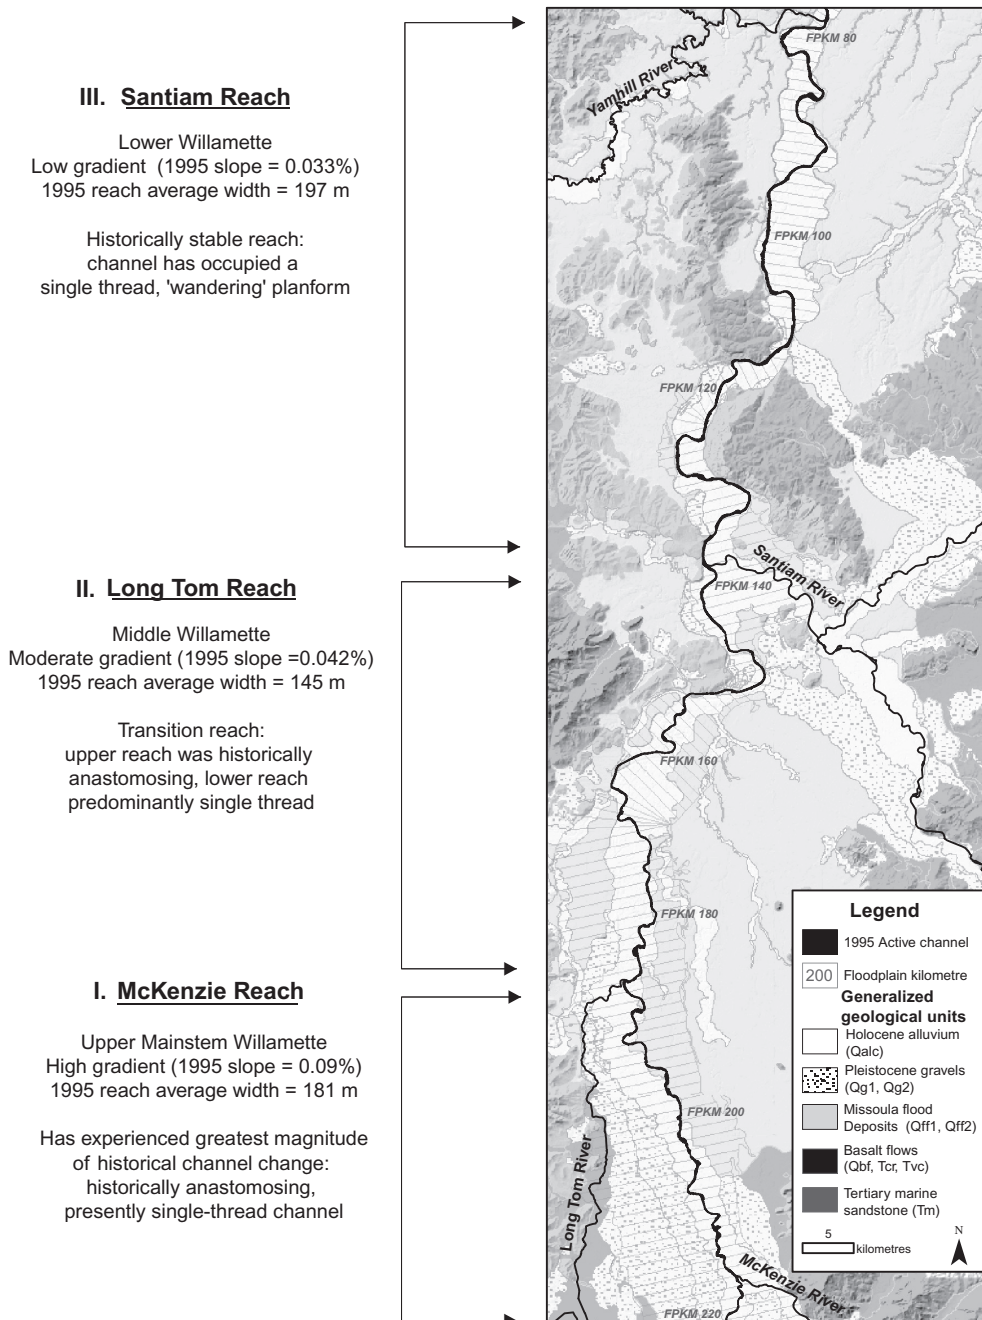 III. Santiam Reach
Lower Willamette
Low gradient (1995 slope = 0.033%)
1995 reach average width = 197 m
Historically stable reach:
channel has occupied a
single thread, 'wandering' planform
II. Long Tom Reach
Middle Willamette
Moderate gradient (1995 slope =0.042%)
1995 reach average width = 145 m
Transition reach:
upper reach was historically
anastomosing, lower reach
predominantly single thread
I. McKenzie Reach
Upper Mainstem Willamette
High gradient (1995 slope = 0.09%)
1995 reach average width = 181 m
Has experienced greatest magnitude
of historical channel change:
historically anastomosing,
presently single-thread channel
FPKM 80
Yamhill River
FPKM 100
FPKM 120
Santiam River
FPKM 140
FPKM 160
FPKM 180
FPKM 200
Long Tom River
McKenzie River
FPKM 220
Legend
1995 Active channel
200 Floodplain kilometre
Generalized
geological units
Holocene alluvium
(Qalc)
Pleistocene gravels
(Qg1, Qg2)
Missoula flood
Deposits (Qff1, Qff2)
Basalt flows
(Qbf, Tcr, Tvc)
Tertiary marine
sandstone (Tm)
5
kilometres
N